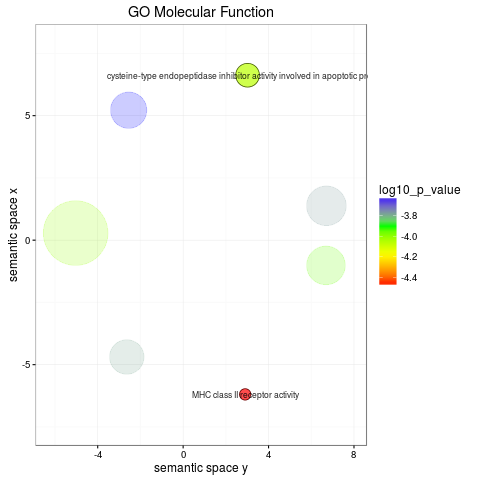 GO Molecular Function
cysteine-type endopeptidase inhibitor activity involved in apoptotic pr
MHC class II receptor activity
semantic space x
5
0
-5
-4
0
4
8
semantic space y
log10_p_value
-3.8
-4.0
-4.2
-4.4